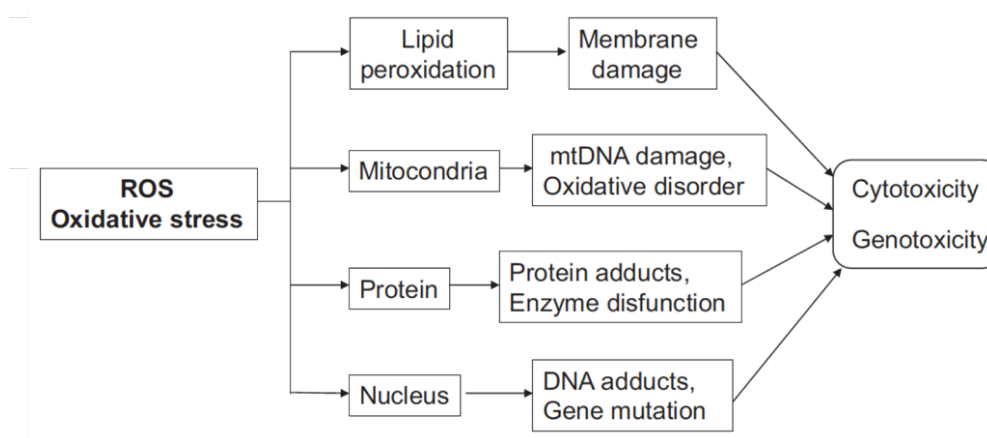 ROS
Oxidative stress
Lipid
peroxidation
Membrane
damage
Mitocondria
mtDNA damage,
Oxidative disorder
Protein
Protein adducts,
Enzyme disfunction
Nucleus
DNA adducts,
Gene mutation
Cytotoxicity
Genotoxicity